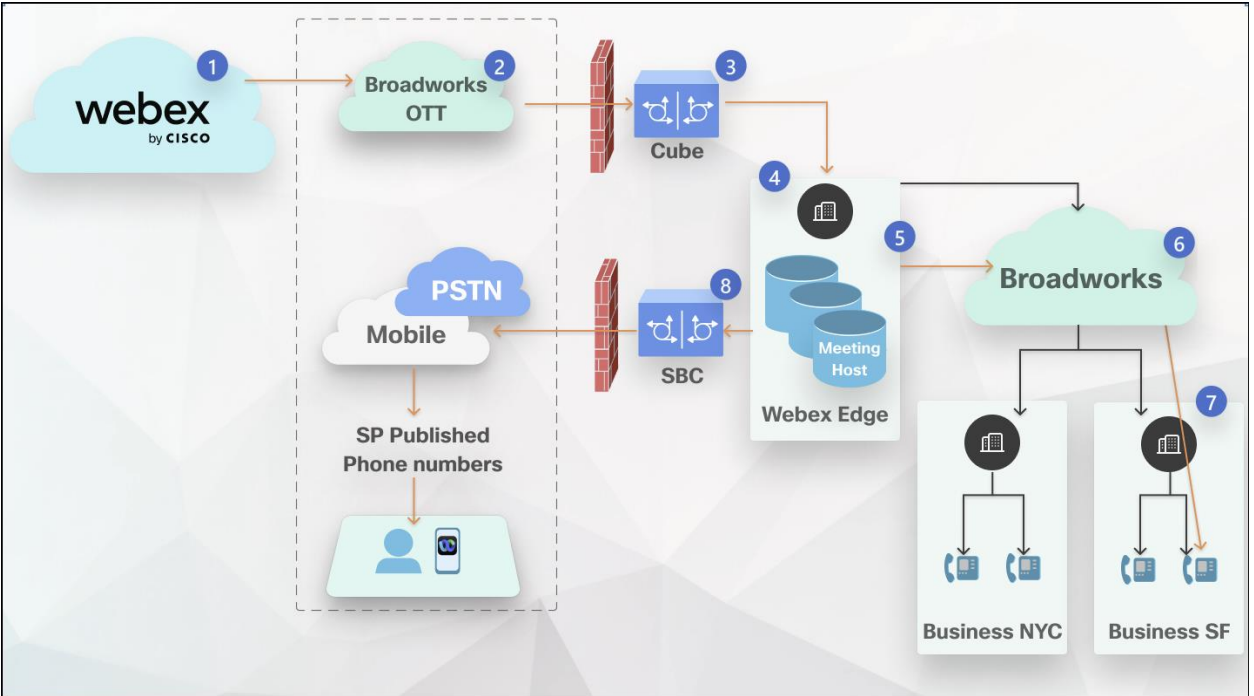 webex
by CISCO
1
Broadworks
OTT
2
3
Cube
4
5
Broadworks
6
PSTN
Mobile
8
SBC
Meeting
Host
Webex Edge
SP Published
Phone numbers
7
Business NYC
Business SF